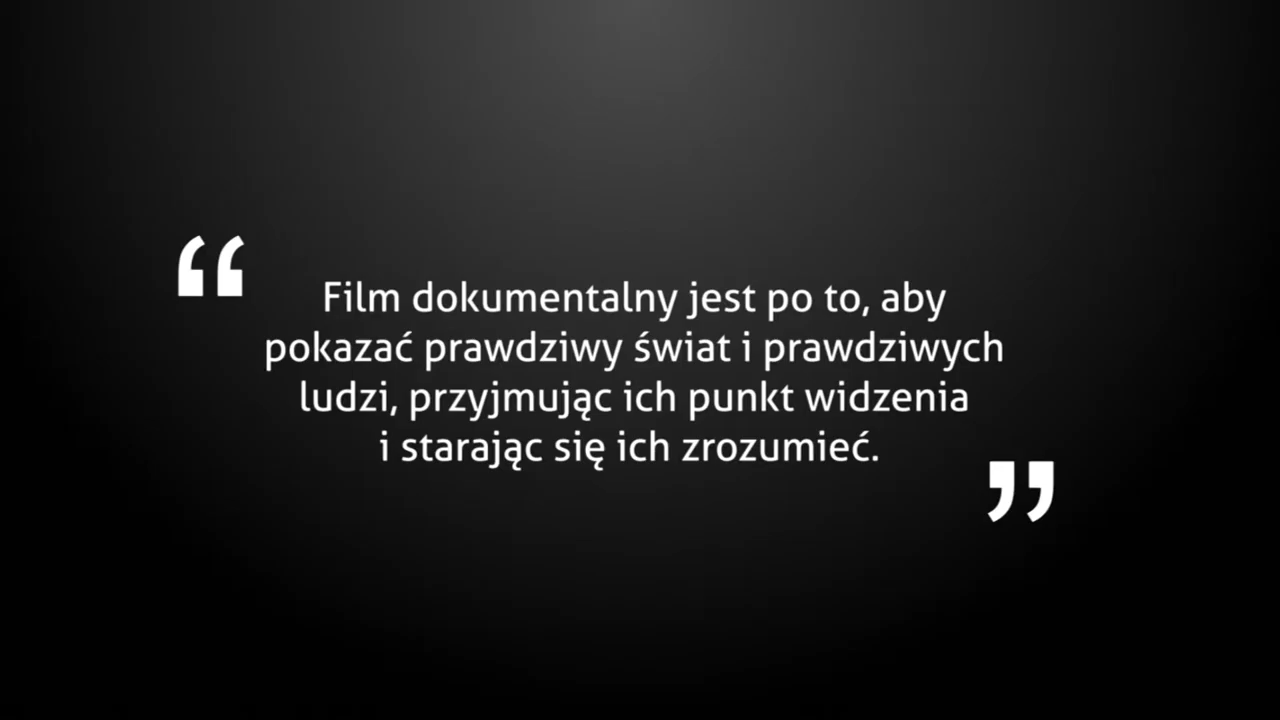 “ Film dokumentalny jest po to, aby
pokazać prawdziwy świat i prawdziwych
ludzi, przyjmując ich punkt widzenia
i starając się ich zrozumieć. ”